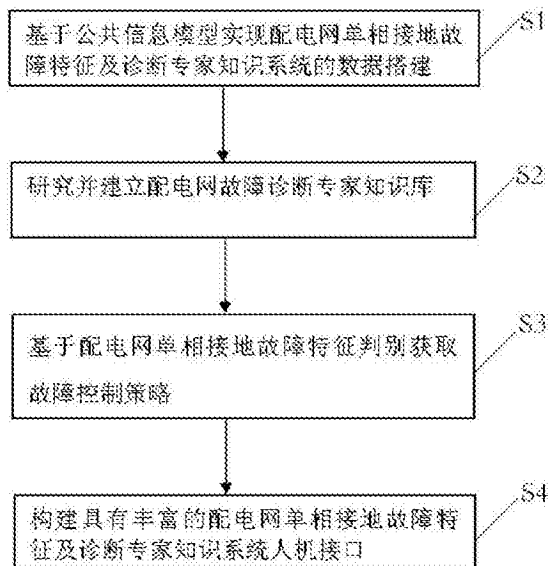 基于公共信息模型实现配电网单相接地故
障特征及诊断专家知识系统的数据搭建
S1
研究并建立配电网故障诊断专家知识库
S2
基于配电网单相接地故障特征判别获取
故障控制策略
S3
构建具有丰富的配电网单相接地故障特
征及诊断专家知识系统人机接口
S4